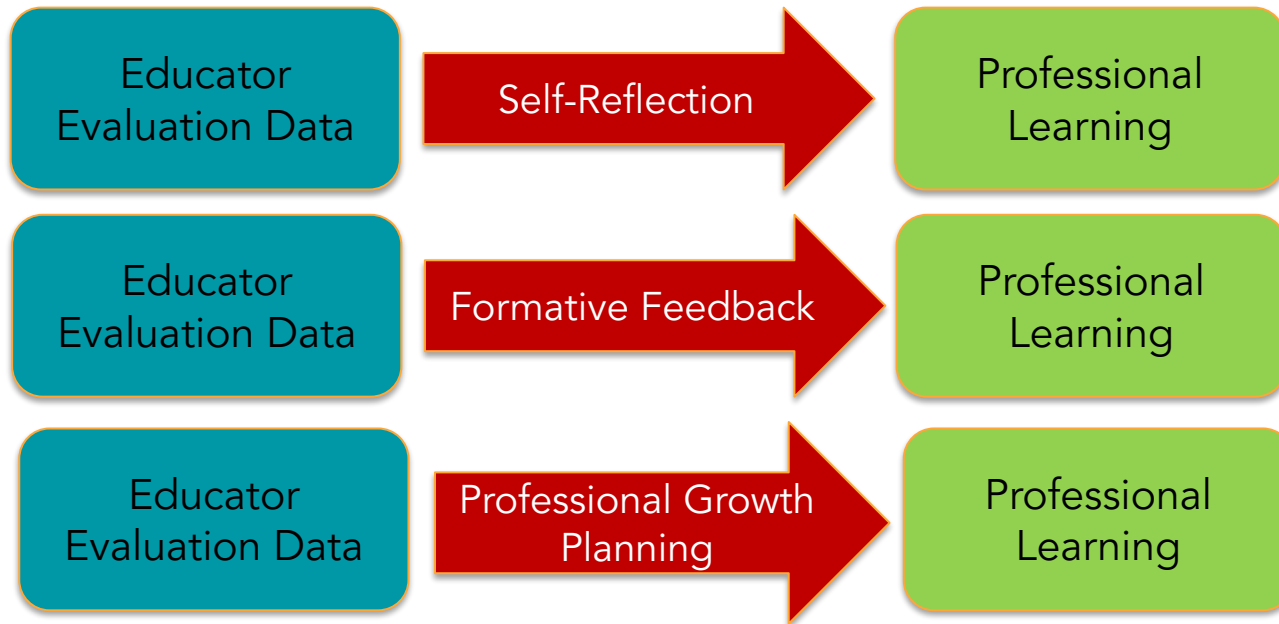 Educator
Evaluation Data
Self-Reflection
Professional
Learning
Educator
Evaluation Data
Formative Feedback
Professional
Learning
Educator
Evaluation Data
Professional Growth
Planning
Professional
Learning